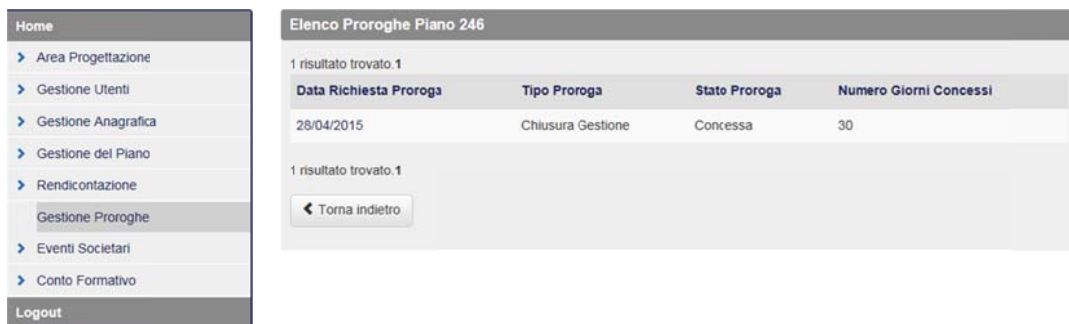 Home
Area Progettazione
Gestione Utenti
Gestione Anagrafica
Gestione del Piano
Rendicontazione
Gestione Proroghe
Eventi Societari
Conto Formativo
Logout
Elenco Proroghe Piano 246
1 risultato trovato.1
Data Richiesta Proroga Tipo Proroga Stato Proroga Numero Giorni Concessi
28/04/2015 Chiusura Gestione Concessa 30
1 risultato trovato.1
Torna indietro